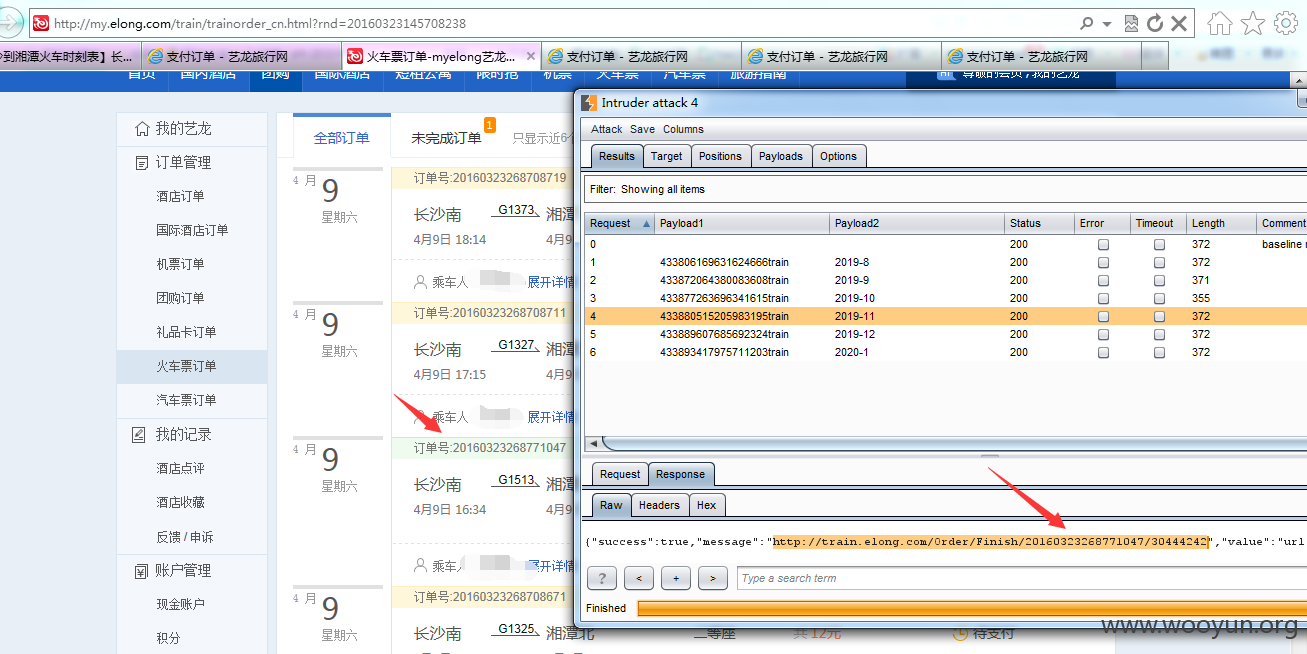 http://my.elong.com/train/trainorder_cn.html?rnd=20160323145708238
到湘潭火车时刻表】长...
支付订单 - 艺龙旅行网
火车票订单-myelong艺龙...
支付订单 - 艺龙旅行网
支付订单 - 艺龙旅行网
支付订单 - 艺龙旅行网
首页 国内酒店 团购 国际酒店 短租公寓 限时抢 机票 火车票 汽车票 旅游指南
我的艺龙
订单管理
酒店订单
国际酒店订单
机票订单
团购订单
礼品卡订单
火车票订单
汽车票订单
我的记录
酒店点评
酒店收藏
反馈 / 申诉
账户管理
现金账户
积分
全部订单 未完成订单 1 只显示近6个
4 月 9
星期六
订单号:20160323268708719
长沙南 G1373、 湘潭
4月9日 18:14 4月9
乘车人 展开详情
4 月 9
星期六
订单号:20160323268708711
长沙南 G1327、 湘潭
4月9日 17:15 4月9
乘车人 展开详情
4 月 9
星期六
订单号:20160323268771047
长沙南 G1513、 湘潭
4月9日 16:34 4月9
乘车人 展开详情
4 月 9
星期六
订单号:20160323268708671
长沙南 G1325、 湘潭北 二等座 共 12元 待支付
Intruder attack 4
Attack Save Columns
Results Target Positions Payloads Options
Filter: Showing all items
Request Payload1 Payload2 Status Error Timeout Length Comment
0 200 372 baseline r
1 433806169631624666train 2019-8 200 372
2 433872064380083608train 2019-9 200 371
3 433877263696341615train 2019-10 200 355
4 433880515205983195train 2019-11 200 372
5 433889607685692324train 2019-12 200 372
6 433893417975711203train 2020-1 200 372
Request Response
Raw Headers Hex
{"success":true,"message":"http://train.elong.com/Order/Finish/20160323268771047/30444242","value":"url
? < + > Type a search term
Finished
www.wooyun.org